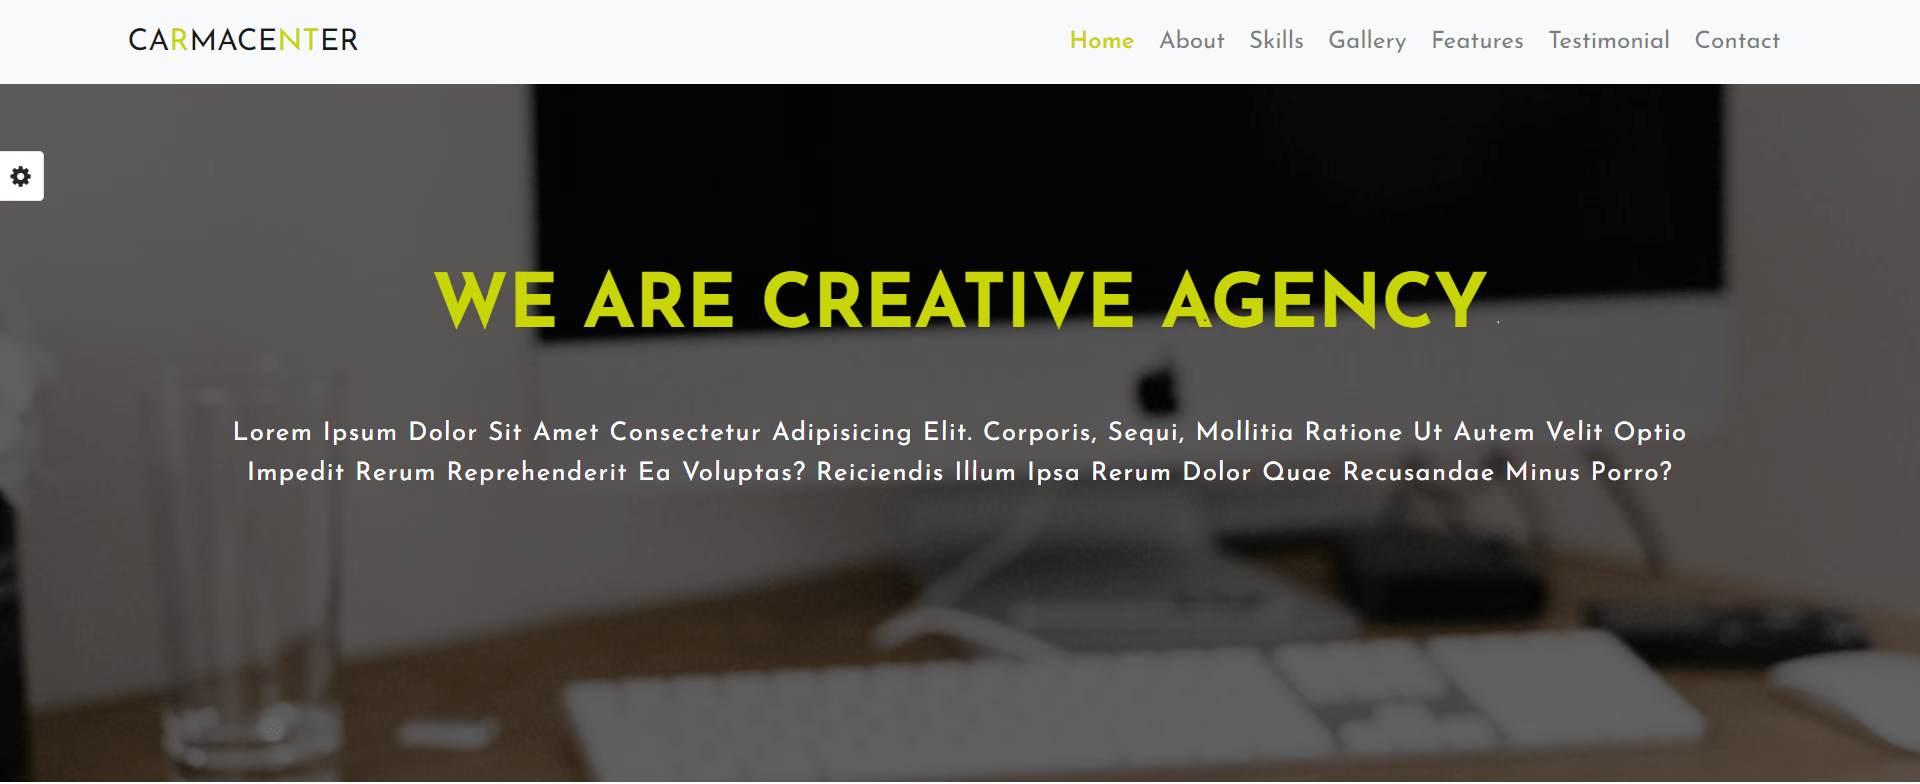 CARMACENTER
Home About Skills Gallery Features Testimonial Contact
WE ARE CREATIVE AGENCY
Lorem Ipsum Dolor Sit Amet Consectetur Adipisicing Elit. Corporis, Sequi, Mollitia Ratione Ut Autem Velit Optio
Impedit Rerum Reprehenderit Ea Voluptas? Reiciendis Illum Ipsa Rerum Dolor Quae Recusandae Minus Porro?